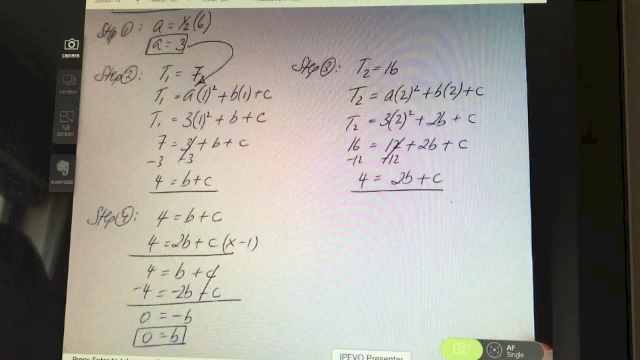 Step ①: a = 1/2 (6)
a = 3
Step ②: T₁ = 7
T₁ = a(1)² + b(1) + c
T₁ = 3(1)² + b + c
7 = 3 + b + c
-3 -3
4 = b + c
Step ③: T₂ = 16
T₂ = a(2)² + b(2) + c
T₂ = 3(2)² + 2b + c
16 = 12 + 2b + c
-12 -12
4 = 2b + c
Step ④: 4 = b + c
4 = 2b + c (x -1)
4 = b + c
-4 = -2b - c
0 = -b
0 = b
camera
review
full
screen
evernote
AF
Single
IPEVO Presenter